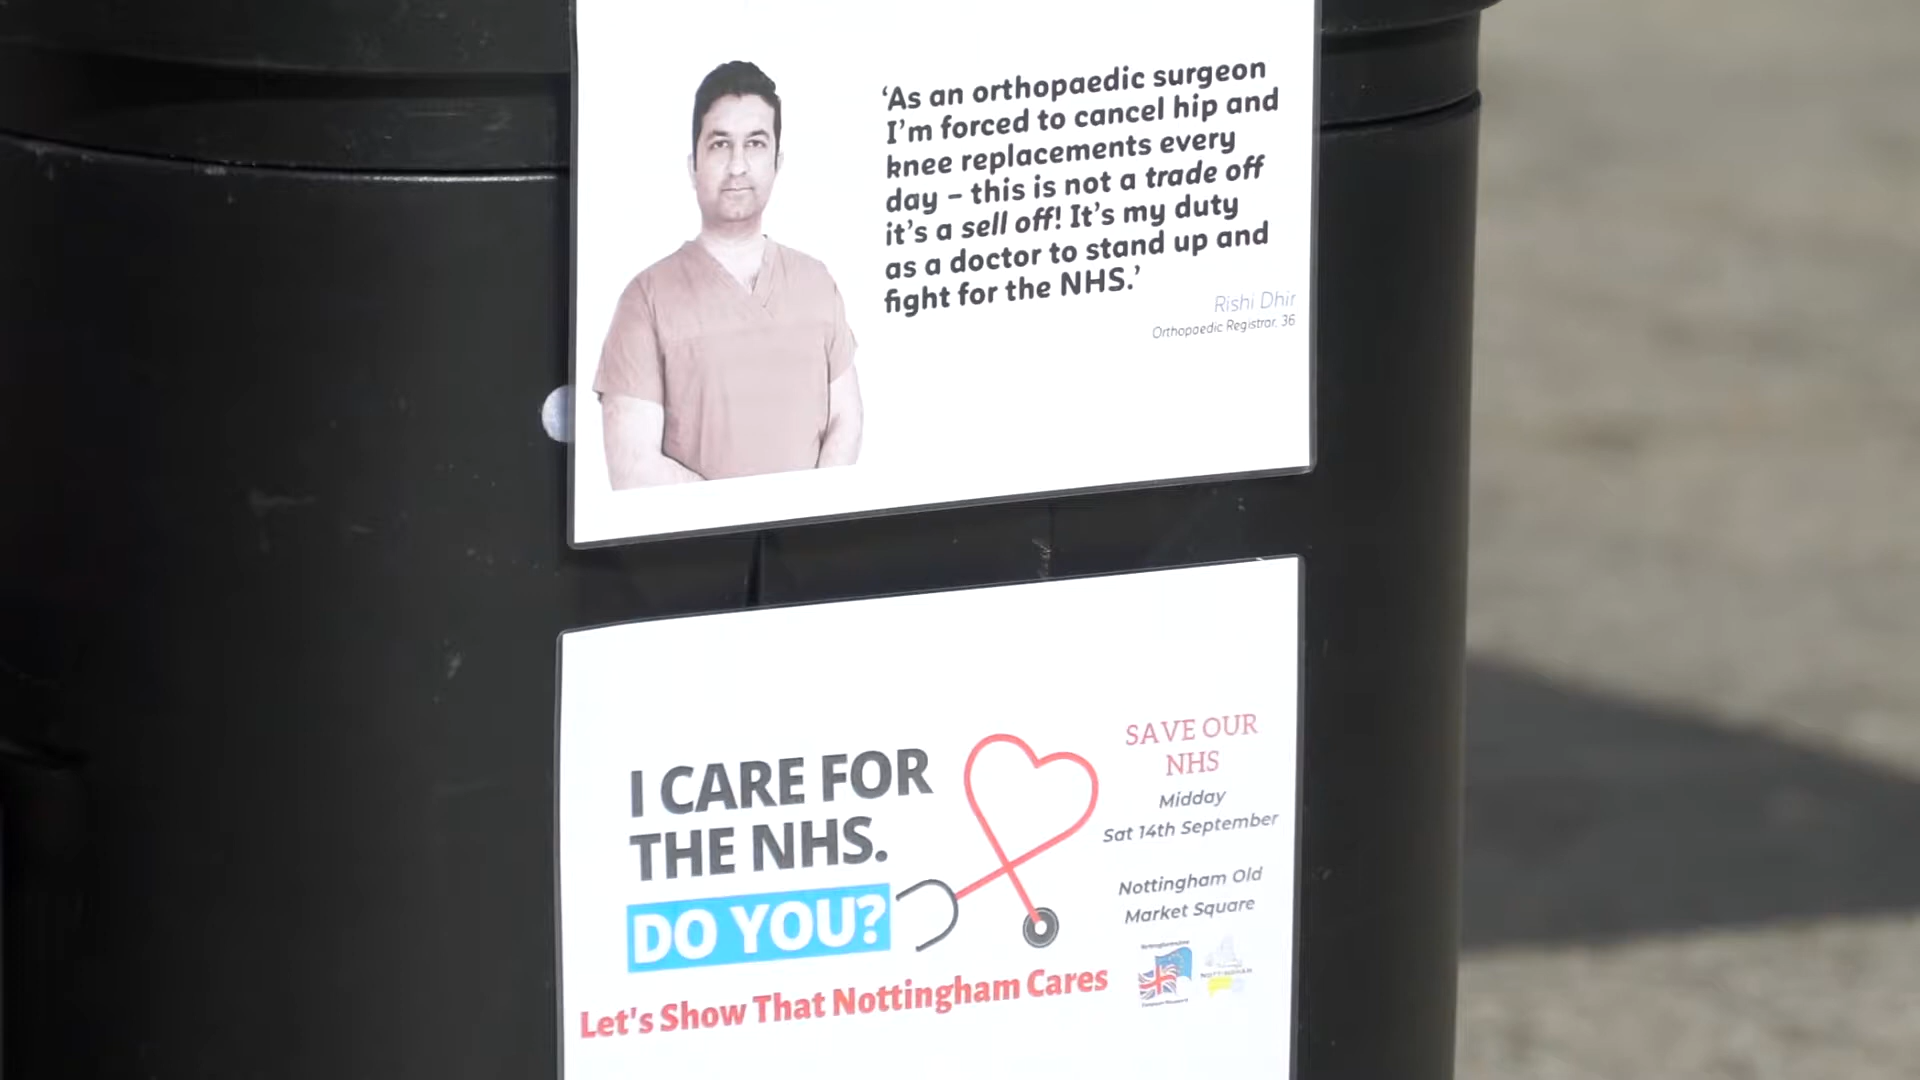 ‘As an orthopaedic surgeon
I’m forced to cancel hip and
knee replacements every
day – this is not a trade off
it’s a sell off! It’s my duty
as a doctor to stand up and
fight for the NHS.’
Rishi Dhir
Orthopaedic Registrar, 36
I CARE FOR
THE NHS.
DO YOU?
Let's Show That Nottingham Cares
SAVE OUR
NHS
Midday
Sat 14th September
Nottingham Old
Market Square
NOTTINGHAM